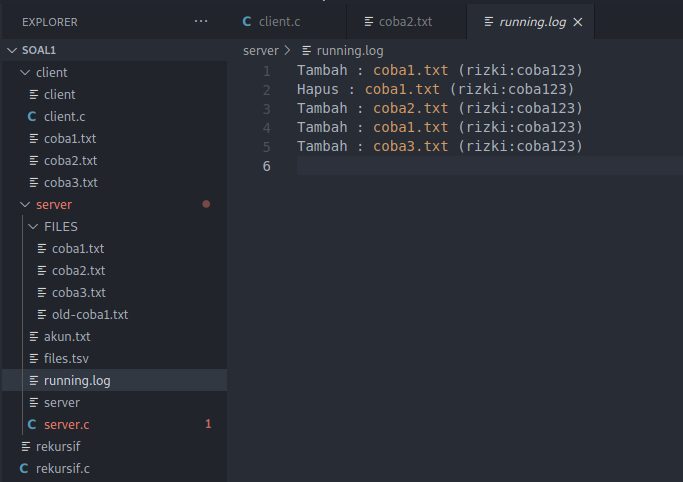 EXPLORER ...
SOAL1
client
client
C client.c
coba1.txt
coba2.txt
coba3.txt
server
FILES
coba1.txt
coba2.txt
coba3.txt
old-coba1.txt
akun.txt
files.tsv
running.log
server
C server.c 1
rekursif
C rekursif.c
C client.c
coba2.txt
running.log
server > running.log
1 Tambah : coba1.txt (rizki:coba123)
2 Hapus : coba1.txt (rizki:coba123)
3 Tambah : coba2.txt (rizki:coba123)
4 Tambah : coba1.txt (rizki:coba123)
5 Tambah : coba3.txt (rizki:coba123)
6